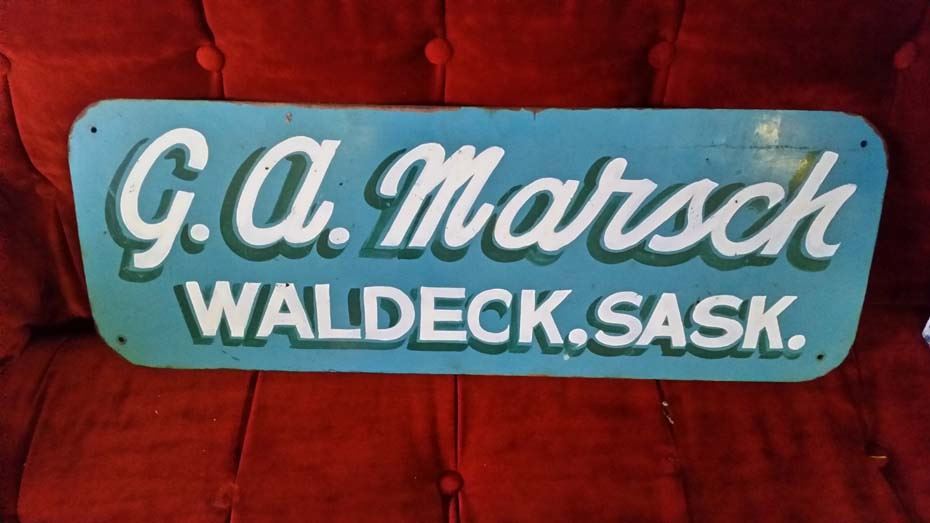 G. A. Marsch
WALDECK, SASK.